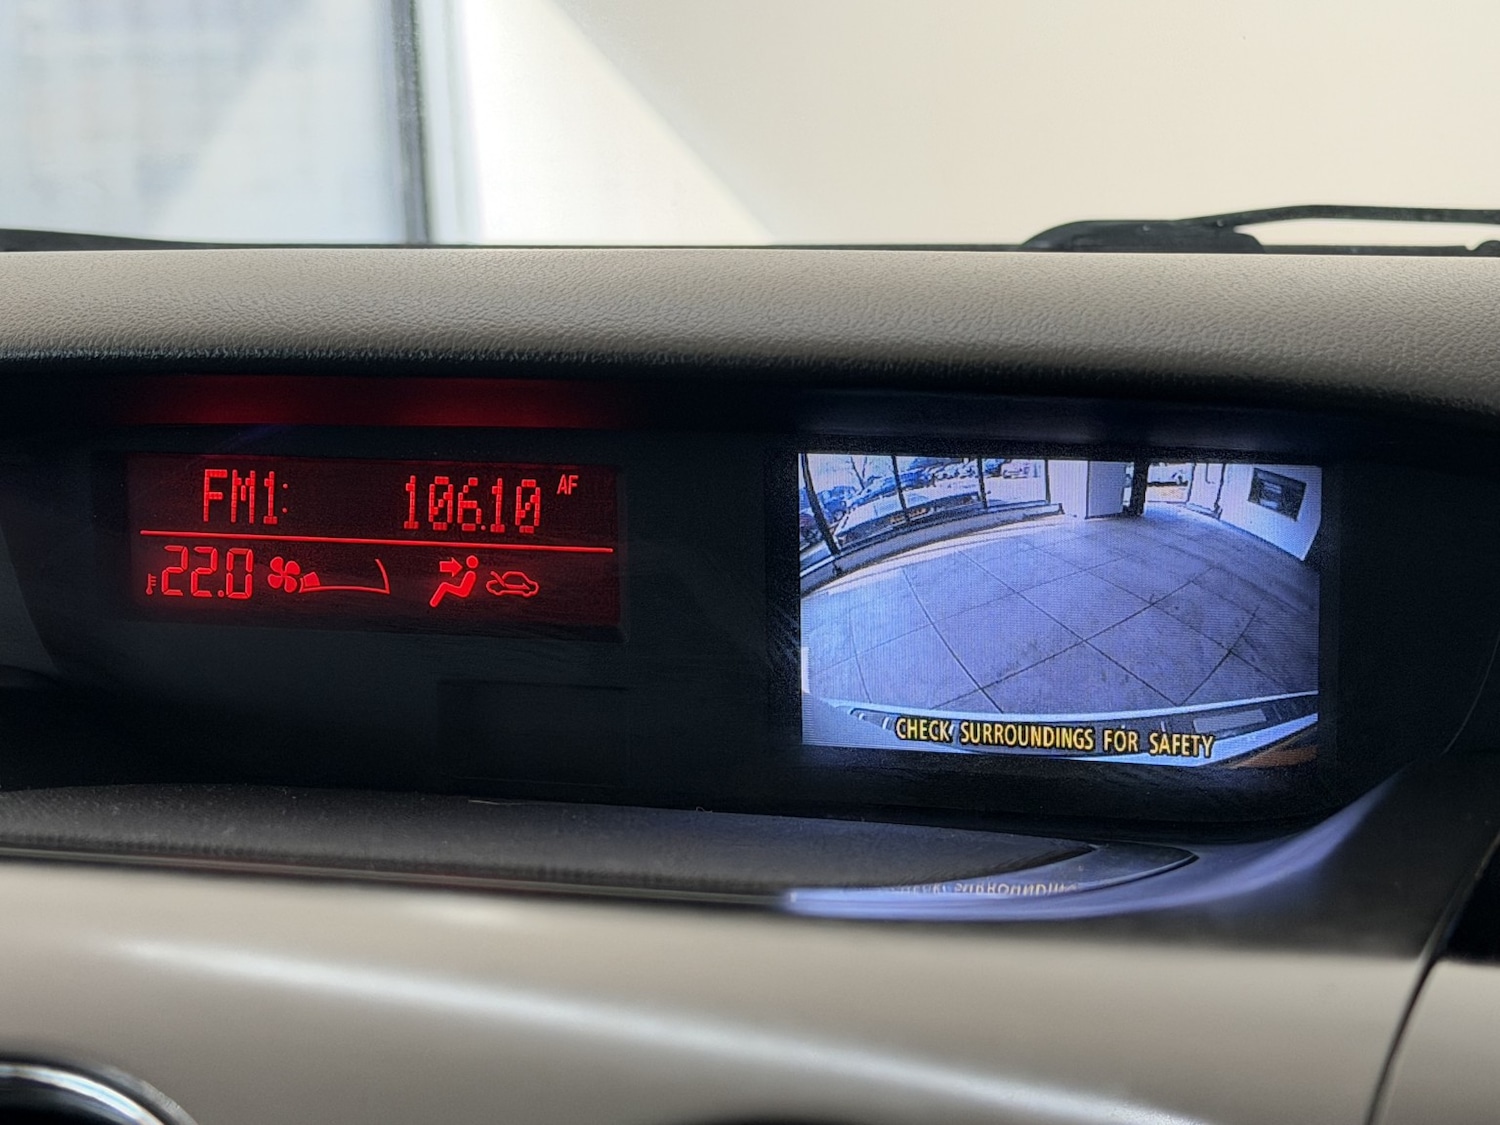 FM1: 106.10 AF
22.0
CHECK SURROUNDINGS FOR SAFETY